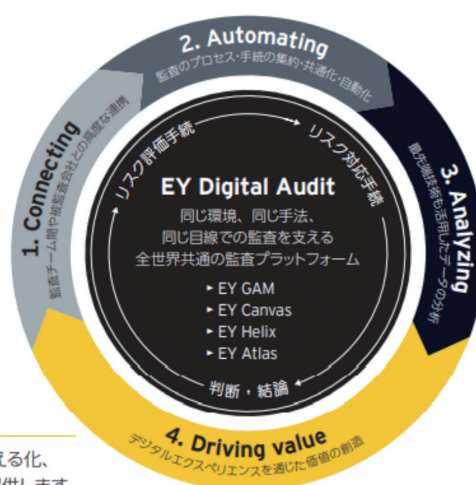 1. Connecting
監査チーム間や被監査会社との高度な連携
2. Automating
監査のプロセス・手続の集約・共通化・自動化
3. Analyzing
最先端技術も活用したデータの分析
4. Driving value
デジタルエクスペリエンスを通じた価値の創造
リスク評価手続
リスク対応手続
EY Digital Audit
同じ環境、同じ手法、
同じ目線での監査を支える
全世界共通の監査プラットフォーム
▸ EY GAM
▸ EY Canvas
▸ EY Helix
▸ EY Atlas
判断・結論
える化、
供します